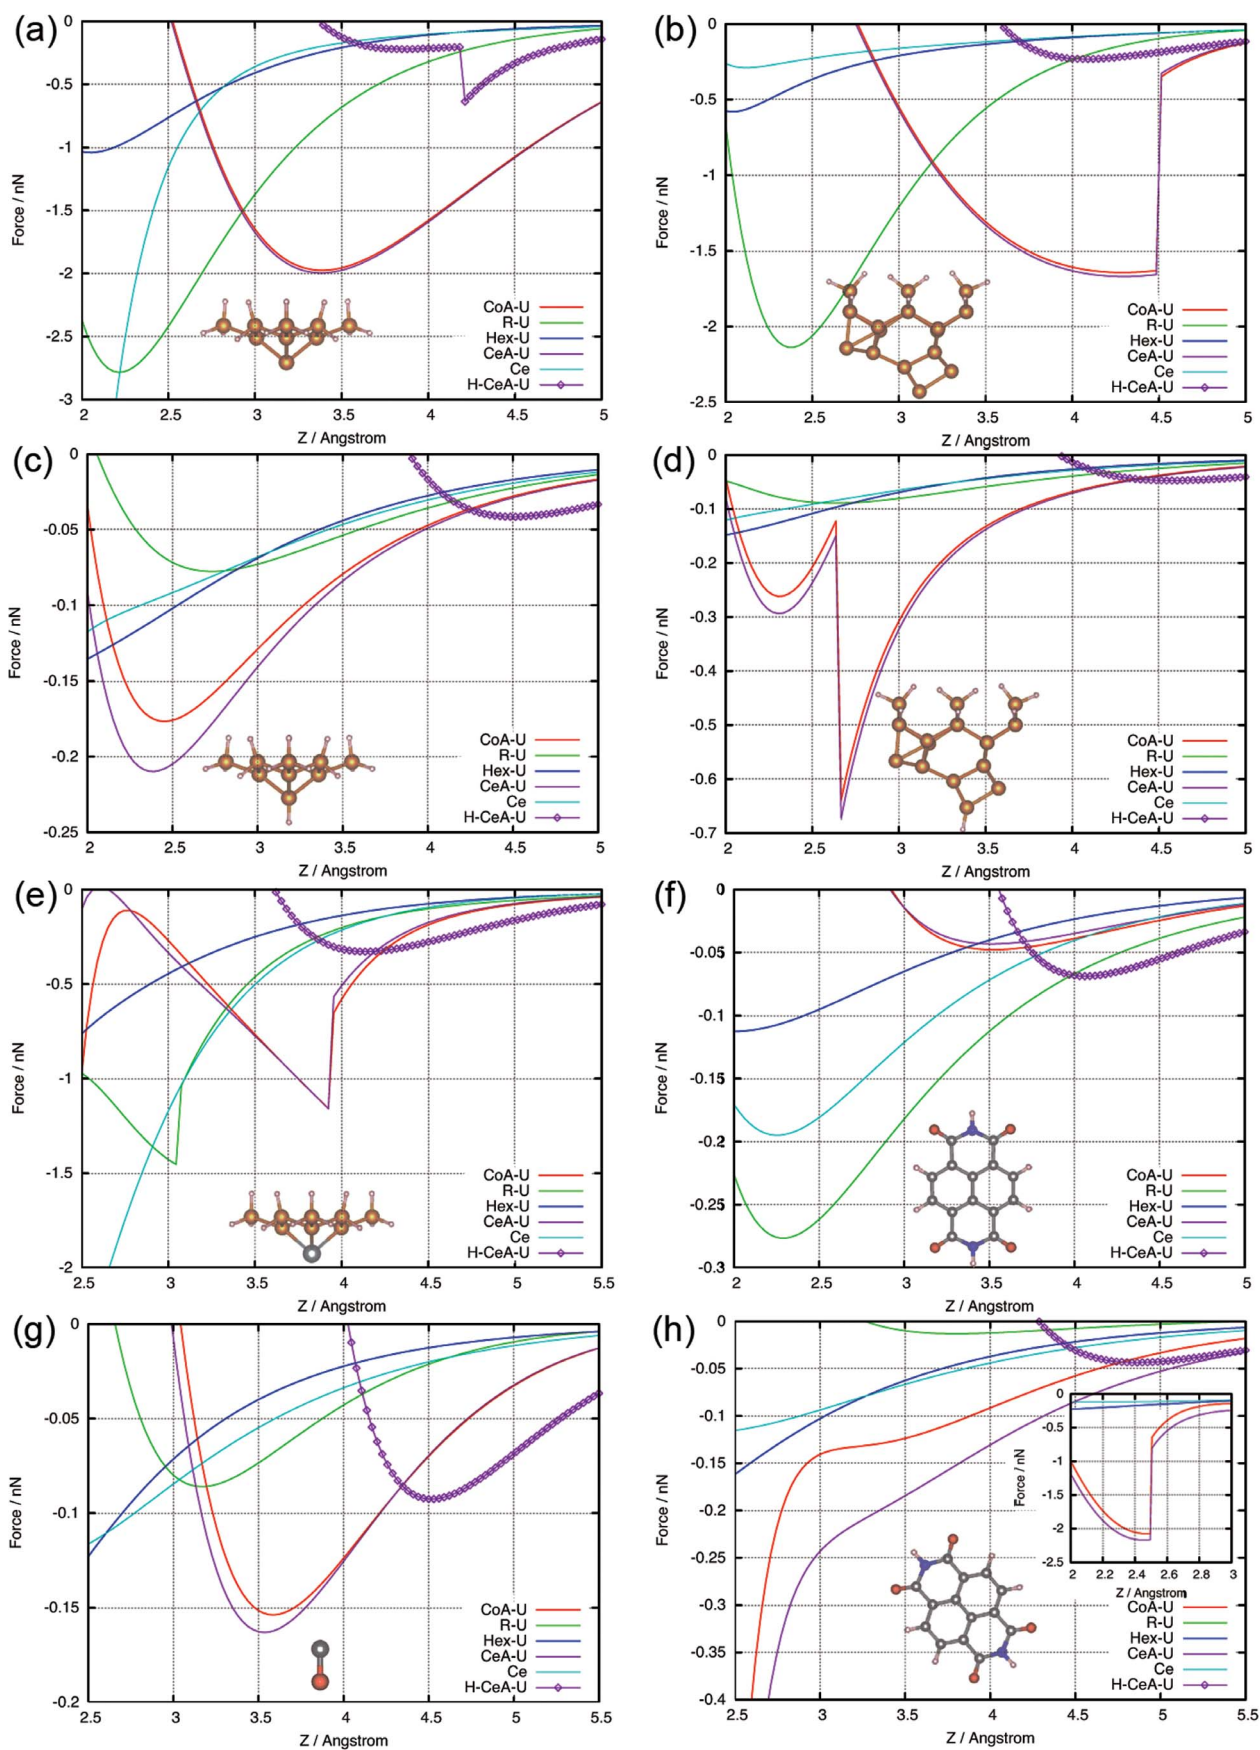 (a)
0
-0.5
-1
-1.5
-2
-2.5
-3
Force / nN
2 2.5 3 3.5 4 4.5 5
Z / Angstrom
CoA-U
R-U
Hex-U
CeA-U
Ce
H-CeA-U
(b)
0
-0.5
-1
-1.5
-2
-2.5
Force / nN
2 2.5 3 3.5 4 4.5 5
Z / Angstrom
CoA-U
R-U
Hex-U
CeA-U
Ce
H-CeA-U
(c)
0
-0.05
-0.1
-0.15
-0.2
-0.25
Force / nN
2 2.5 3 3.5 4 4.5 5
Z / Angstrom
CoA-U
R-U
Hex-U
CeA-U
Ce
H-CeA-U
(d)
0
-0.1
-0.2
-0.3
-0.4
-0.5
-0.6
-0.7
Force / nN
2 2.5 3 3.5 4 4.5 5
Z / Angstrom
CoA-U
R-U
Hex-U
CeA-U
Ce
H-CeA-U
(e)
0
-0.5
-1
-1.5
-2
Force / nN
2.5 3 3.5 4 4.5 5 5.5
Z / Angstrom
CoA-U
R-U
Hex-U
CeA-U
Ce
H-CeA-U
(f)
0
-0.05
-0.1
-0.15
-0.2
-0.25
-0.3
Force / nN
2 2.5 3 3.5 4 4.5 5
Z / Angstrom
CoA-U
R-U
Hex-U
CeA-U
Ce
H-CeA-U
(g)
0
-0.05
-0.1
-0.15
-0.2
Force / nN
2.5 3 3.5 4 4.5 5 5.5
Z / Angstrom
CoA-U
R-U
Hex-U
CeA-U
Ce
H-CeA-U
(h)
0
-0.05
-0.1
-0.15
-0.2
-0.25
-0.3
-0.35
-0.4
Force / nN
2.5 3 3.5 4 4.5 5 5.5
Z / Angstrom
0
-0.5
-1
-1.5
-2
-2.5
Force / nN
2 2.2 2.4 2.6 2.8 3
Z / Angstrom
CoA-U
R-U
Hex-U
CeA-U
Ce
H-CeA-U